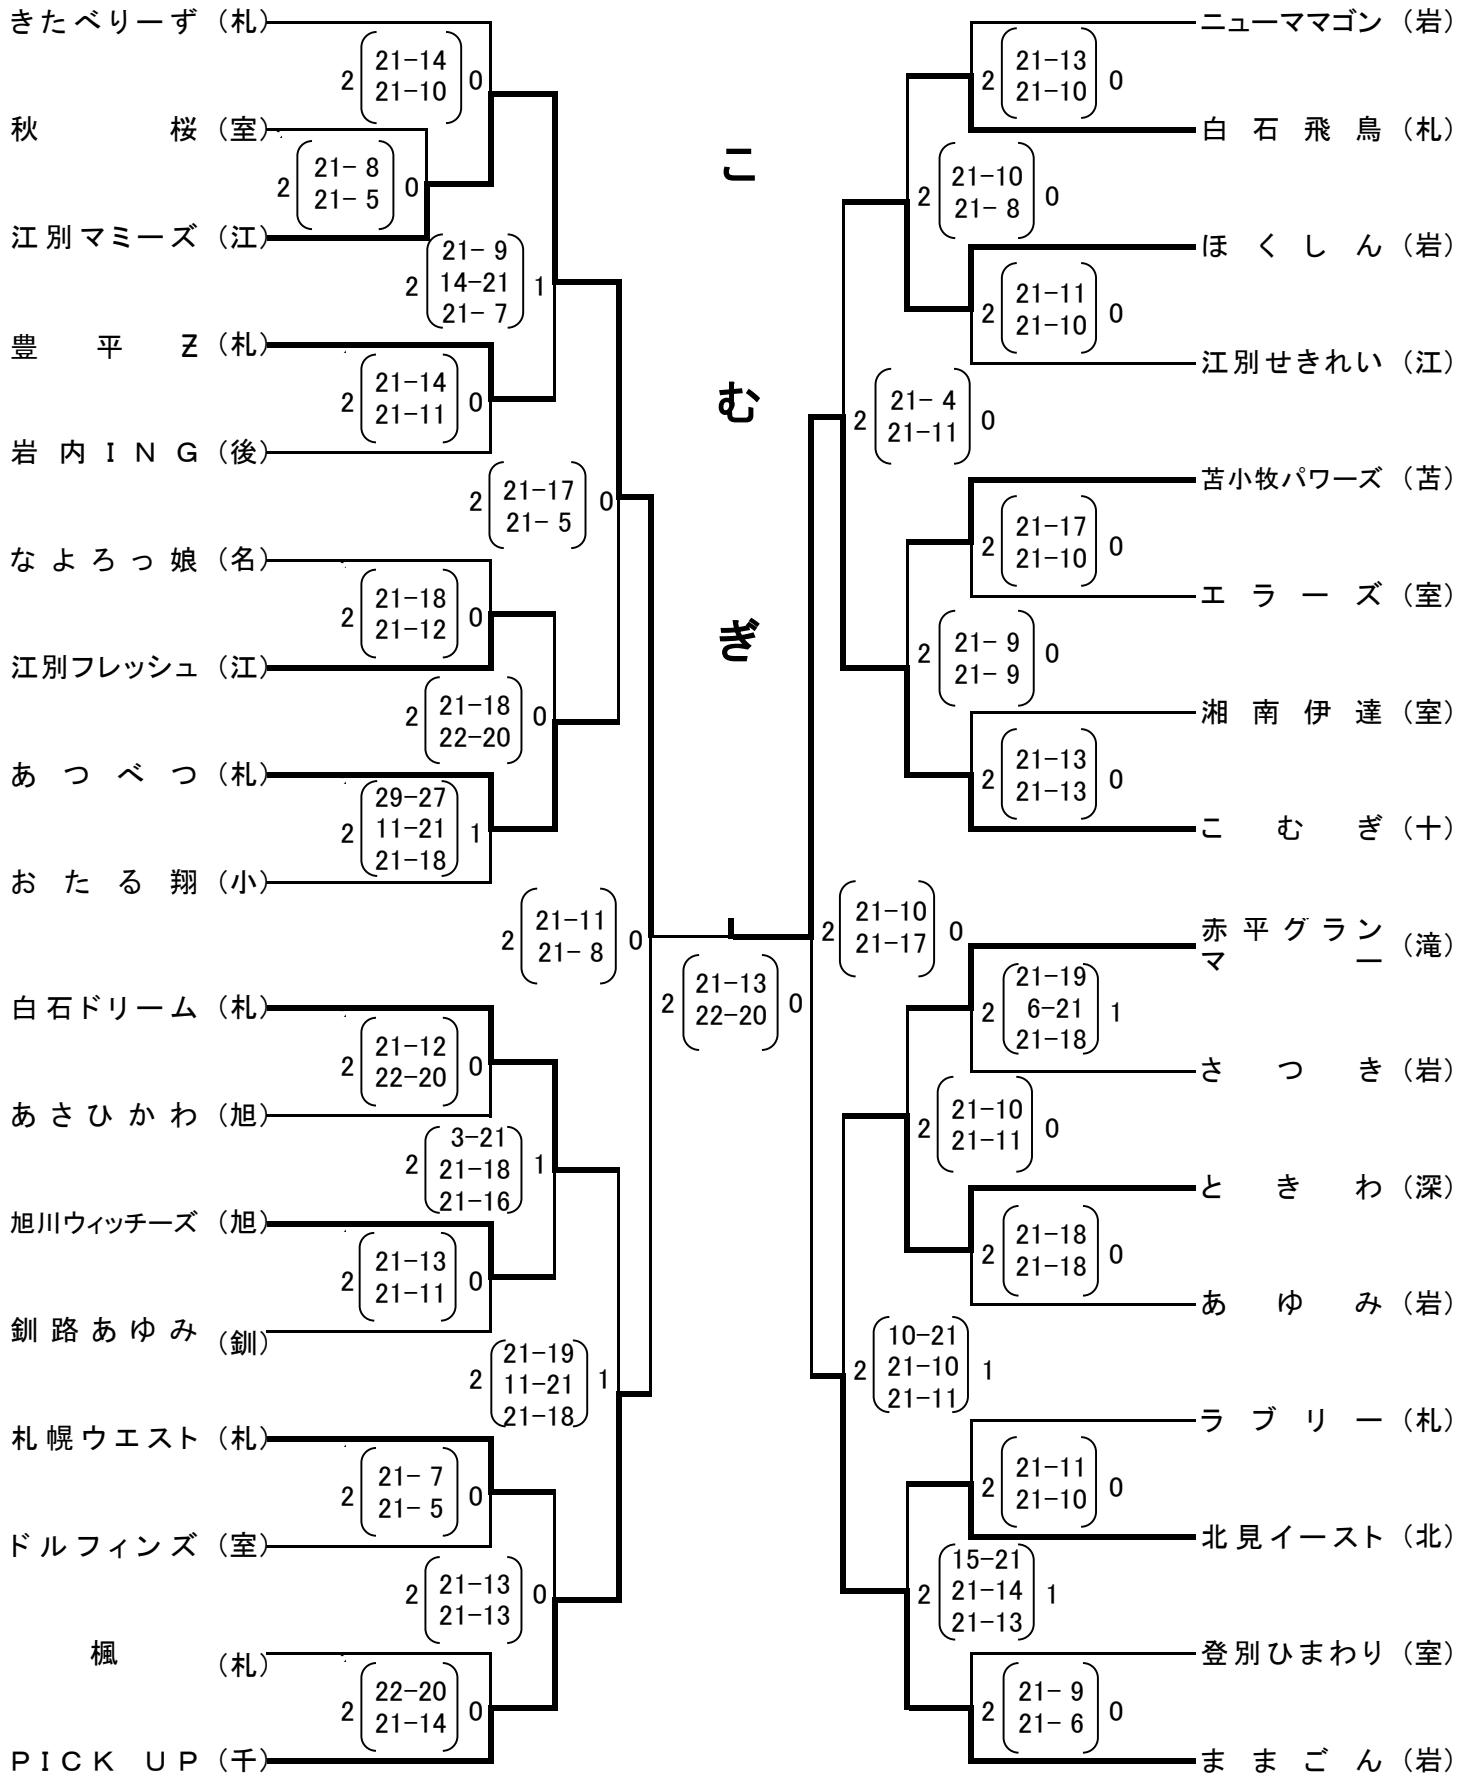 きたべりーず（札）
2 21－14 0
21－10
秋桜（室）
2 21－ 8 0
21－ 5
江別マミーズ（江）
21－ 9
2 14－21 1
21－ 7
豊平Ƶ（札）
2 21－14 0
21－11
岩内ＩＮＧ（後）
2 21－17 0
21－ 5
なよろっ娘（名）
2 21－18 0
21－12
江別フレッシュ（江）
2 21－18 0
22－20
あつべつ（札）
29－27
2 11－21 1
21－18
おたる翔（小）
2 21－11 0
21－ 8
白石ドリーム（札）
2 21－12 0
22－20
あさひかわ（旭）
3－21
2 21－18 1
21－16
旭川ウィッチーズ（旭）
2 21－13 0
21－11
釧路あゆみ（釧）
21－19
2 11－21 1
21－18
札幌ウエスト（札）
2 21－ 7 0
21－ 5
ドルフィンズ（室）
2 21－13 0
21－13
楓（札）
2 22－20 0
21－14
ＰＩＣＫ ＵＰ（千）
こ
む
ぎ
2 21－13 0
22－20
ニューママゴン（岩）
2 21－13 0
21－10
白石飛鳥（札）
2 21－10 0
21－ 8
ほくしん（岩）
2 21－11 0
21－10
江別せきれい（江）
2 21－ 4 0
21－11
苫小牧パワーズ（苫）
2 21－17 0
21－10
エラーズ（室）
2 21－ 9 0
21－ 9
湘南伊達（室）
2 21－13 0
21－13
こむぎ（十）
2 21－10 0
21－17
赤平グラン
マー（滝）
21－19
2 6－21 1
21－18
さつき（岩）
2 21－10 0
21－11
ときわ（深）
2 21－18 0
21－18
あゆみ（岩）
10－21
2 21－10 1
21－11
ラブリー（札）
2 21－11 0
21－10
北見イースト（北）
15－21
2 21－14 1
21－13
登別ひまわり（室）
2 21－ 9 0
21－ 6
ままごん（岩）